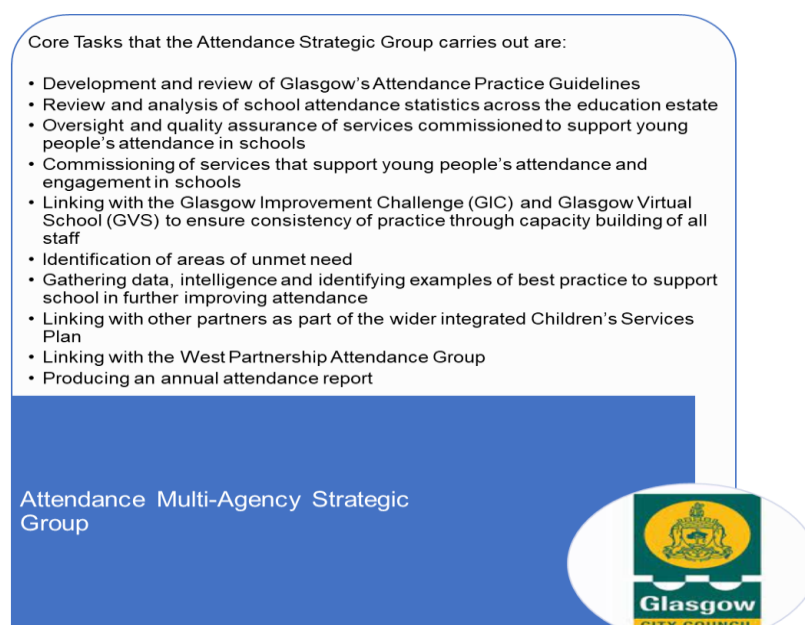 Core Tasks that the Attendance Strategic Group carries out are:
• Development and review of Glasgow's Attendance Practice Guidelines
• Review and analysis of school attendance statistics across the education estate
• Oversight and quality assurance of services commissioned to support young
people's attendance in schools
• Commissioning of services that support young people's attendance and
engagement in schools
• Linking with the Glasgow Improvement Challenge (GIC) and Glasgow Virtual
School (GVS) to ensure consistency of practice through capacity building of all
staff
• Identification of areas of unmet need
• Gathering data, intelligence and identifying examples of best practice to support
school in further improving attendance
• Linking with other partners as part of the wider integrated Children's Services
Plan
• Linking with the West Partnership Attendance Group
• Producing an annual attendance report
Attendance Multi-Agency Strategic
Group
Glasgow
CITY COUNCIL